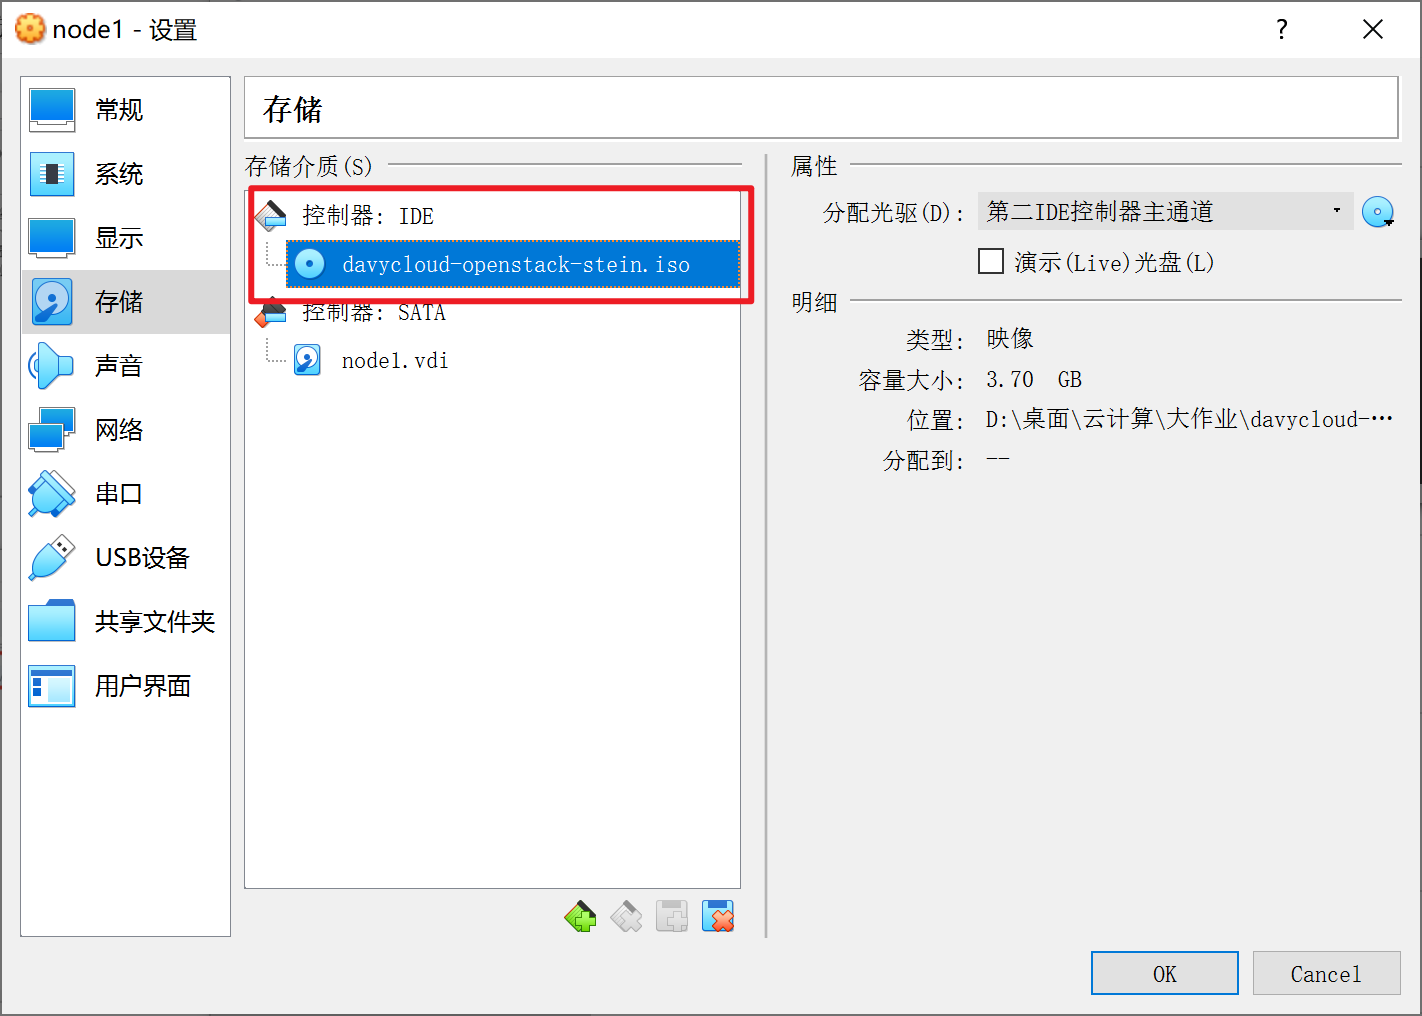 node1 - 设置
?
常规
系统
显示
存储
声音
网络
串口
USB设备
共享文件夹
用户界面
存储
存储介质(S)
控制器: IDE
davycloud-openstack-stein.iso
控制器: SATA
node1.vdi
属性
分配光驱(D): 第二IDE控制器主通道
演示(Live)光盘(L)
明细
类型: 映像
容量大小: 3.70 GB
位置: D:\桌面\云计算\大作业\davycloud-…
分配到: --
OK
Cancel